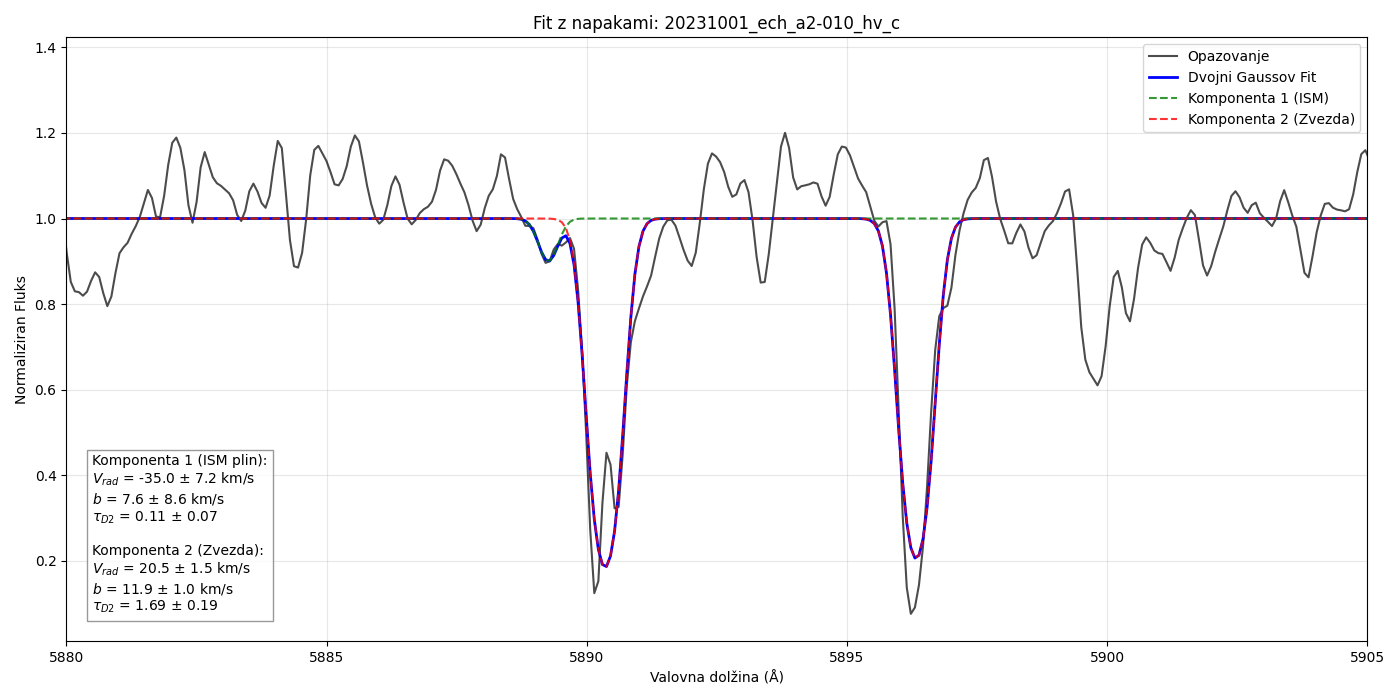 Fit z napakami: 20231001_ech_a2-010_hv_c
Normaliziran Fluks
1.4
1.2
1.0
0.8
0.6
0.4
0.2
Opazovanje
Dvojni Gaussov Fit
Komponenta 1 (ISM)
Komponenta 2 (Zvezda)
Komponenta 1 (ISM plin):
V_rad = -35.0 ± 7.2 km/s
b = 7.6 ± 8.6 km/s
τ_D2 = 0.11 ± 0.07
Komponenta 2 (Zvezda):
V_rad = 20.5 ± 1.5 km/s
b = 11.9 ± 1.0 km/s
τ_D2 = 1.69 ± 0.19
5880 5885 5890 5895 5900 5905
Valovna dolžina (Å)